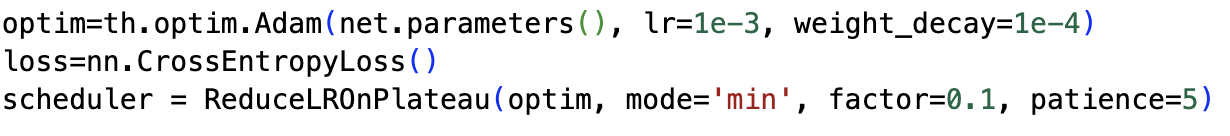 optim=th.optim.Adam(net.parameters(), lr=1e-3, weight_decay=1e-4)
loss=nn.CrossEntropyLoss()
scheduler = ReduceLROnPlateau(optim, mode='min', factor=0.1, patience=5)